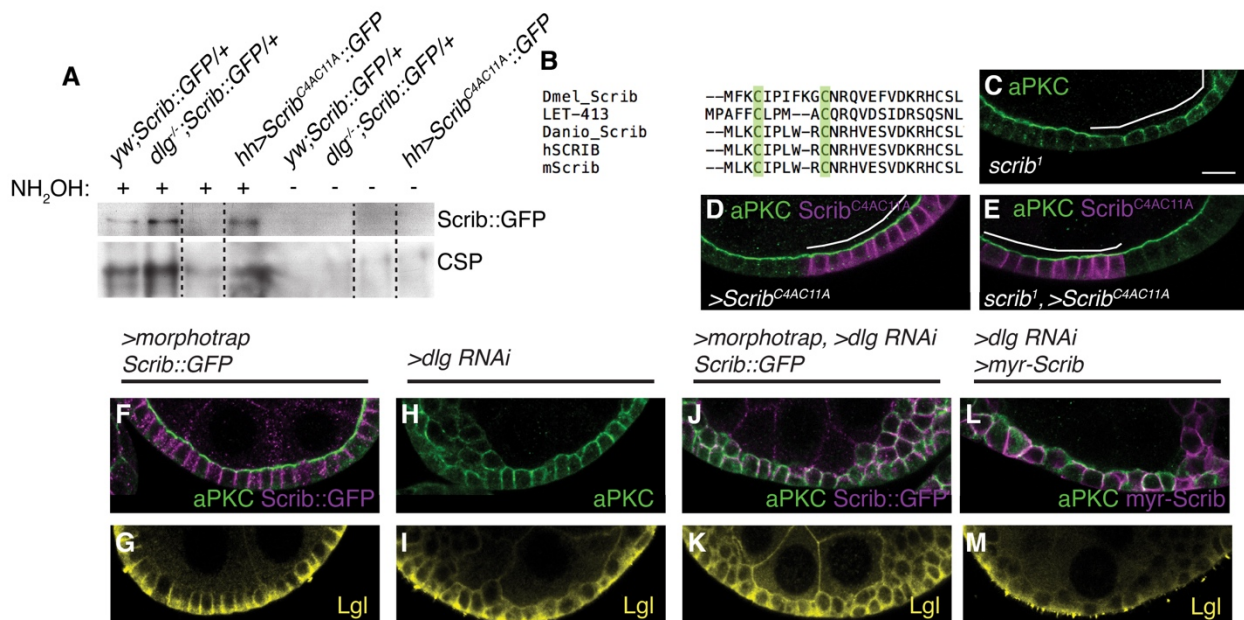 A
yw;Scrib::GFP/+
dlg-/-;Scrib::GFP/+
hh>ScribC4AC11A::GFP
yw;Scrib::GFP/+
dlg-/-;Scrib::GFP/+
hh>ScribC4AC11A::GFP
NH2OH: + + + + - - - -
Scrib::GFP
CSP
B
Dmel_Scrib --MFKCIPIFKGCNRQVEFVDKRHCSL
LET-413 MPAFFCLPM--ACQRQVDSIDRSQSNL
Danio_Scrib --MLKCIPLW-RCNRHVESVDKRHCSL
hSCRIB --MLKCIPLW-RCNRHVESVDKRHCSL
mScrib --MLKCIPLW-RCNRHVESVDKRHCSL
C aPKC
scrib1
D aPKC ScribC4AC11A
>ScribC4AC11A
E aPKC ScribC4AC11A
scrib1, >ScribC4AC11A
>morphotrap
Scrib::GFP
>dlg RNAi
>morphotrap, >dlg RNAi
Scrib::GFP
>dlg RNAi
>myr-Scrib
F
aPKC Scrib::GFP
H
aPKC
J
aPKC Scrib::GFP
L
aPKC myr-Scrib
G
Lgl
I
Lgl
K
Lgl
M
Lgl